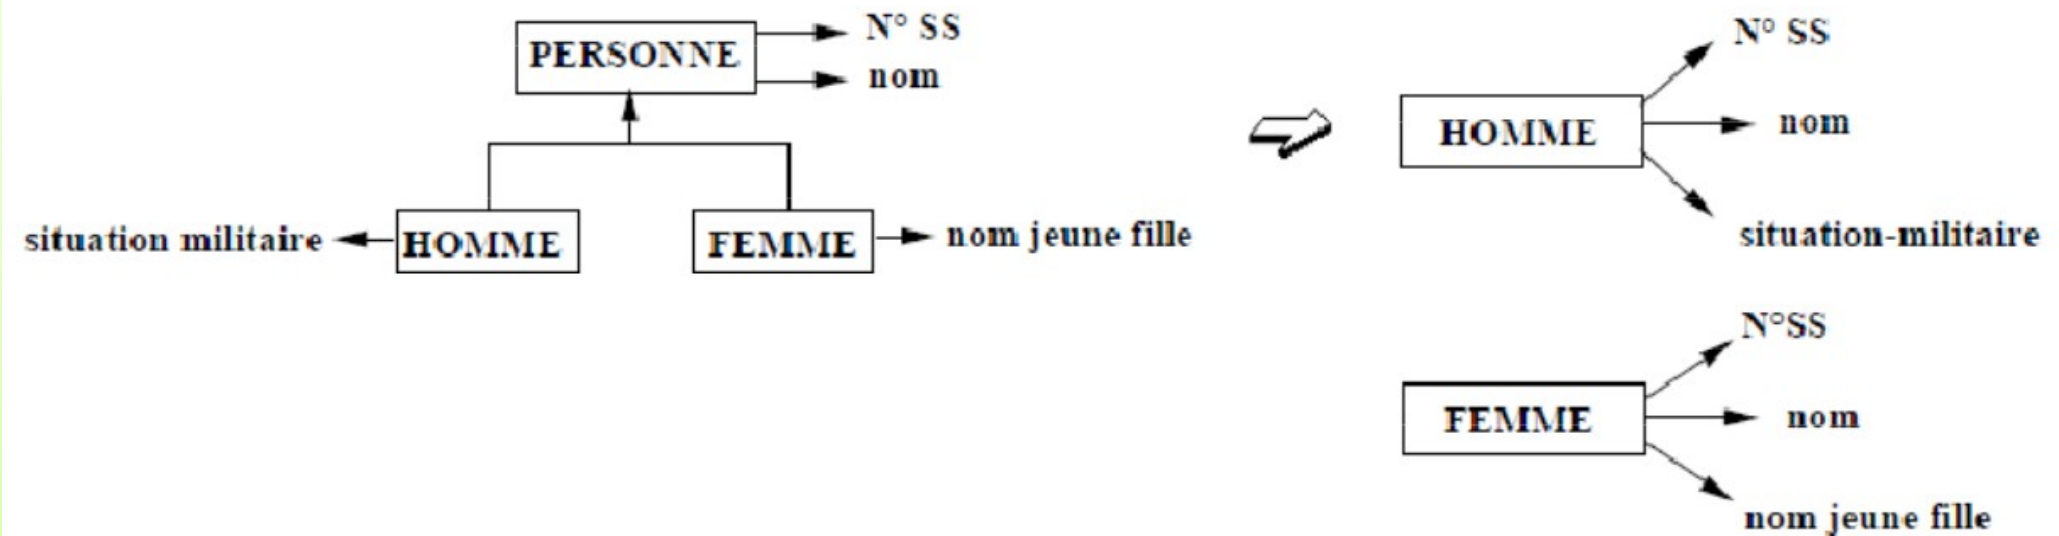 PERSONNE
N° SS
nom
situation militaire
HOMME
FEMME
nom jeune fille
N° SS
HOMME
nom
situation-militaire
N°SS
FEMME
nom
nom jeune fille